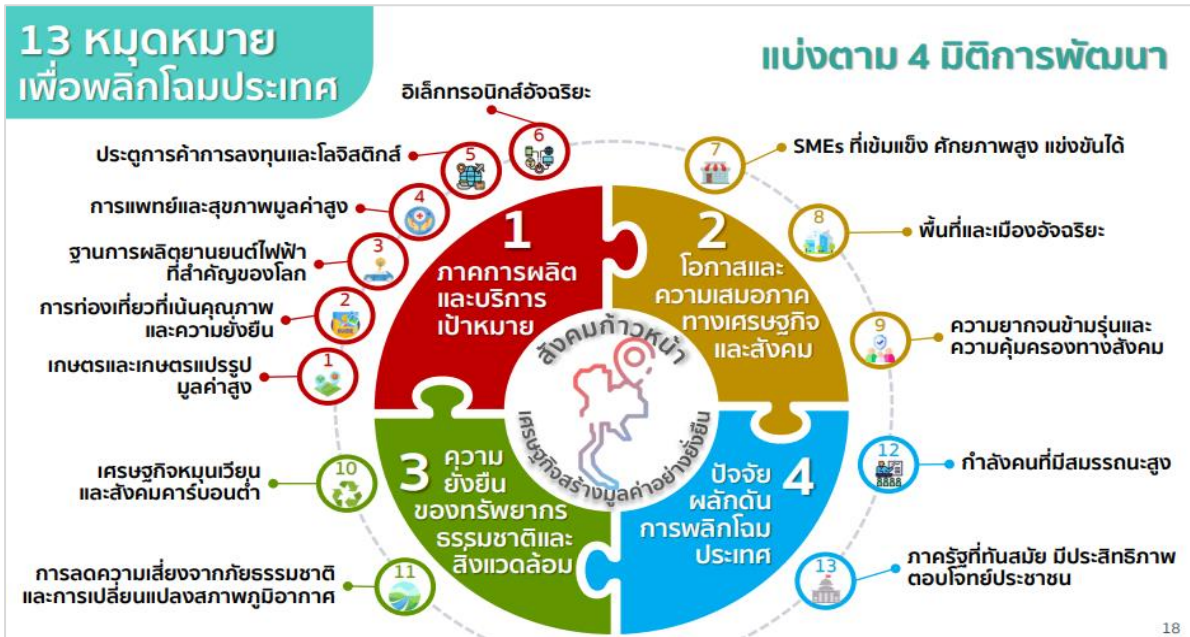 13 หมุดหมาย
เพื่อพลิกโฉมประเทศ
แบ่งตาม 4 มิติการพัฒนา
อิเล็กทรอนิกส์อัจฉริยะ
6
ประตูการค้าการลงทุนและโลจิสติกส์
5
การแพทย์และสุขภาพมูลค่าสูง
4
ฐานการผลิตยานยนต์ไฟฟ้า
ที่สำคัญของโลก
3
การท่องเที่ยวที่เน้นคุณภาพ
และความยั่งยืน
2
เกษตรและเกษตรแปรรูป
มูลค่าสูง
1
7
SMEs ที่เข้มแข็ง ศักยภาพสูง แข่งขันได้
8
พื้นที่และเมืองอัจฉริยะ
9
ความยากจนข้ามรุ่นและ
ความคุ้มครองทางสังคม
1
ภาคการผลิต
และบริการ
เป้าหมาย
2
โอกาสและ
ความเสมอภาค
ทางเศรษฐกิจ
และสังคม
สังคมก้าวหน้า
เศรษฐกิจสร้างมูลค่าอย่างยั่งยืน
3 ความ
ยั่งยืน
ของทรัพยากร
ธรรมชาติและ
สิ่งแวดล้อม
ปัจจัย 4
ผลักดัน
การพลิกโฉม
ประเทศ
เศรษฐกิจหมุนเวียน
และสังคมคาร์บอนต่ำ
10
การลดความเสี่ยงจากภัยธรรมชาติ
และการเปลี่ยนแปลงสภาพภูมิอากาศ
11
12
กำลังคนที่มีสมรรถนะสูง
13
ภาครัฐที่ทันสมัย มีประสิทธิภาพ
ตอบโจทย์ประชาชน
18